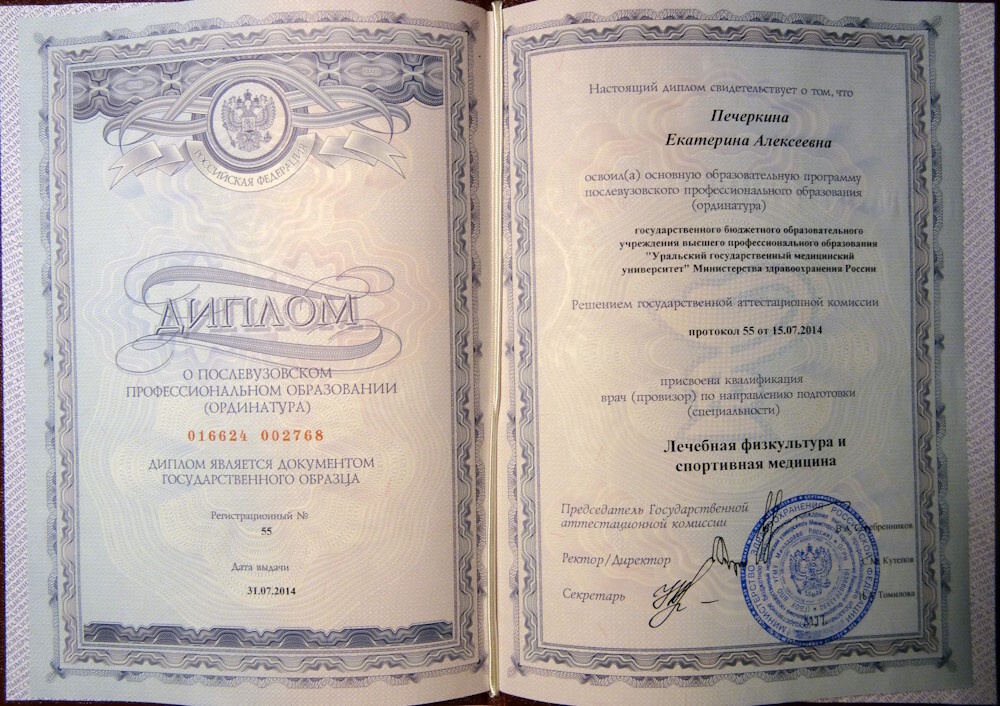 РОССИЙСКАЯ ФЕДЕРАЦИЯ
ДИПЛОМ
О ПОСЛЕВУЗОВСКОМ
ПРОФЕССИОНАЛЬНОМ ОБРАЗОВАНИИ
(ОРДИНАТУРА)
016624 002768
ДИПЛОМ ЯВЛЯЕТСЯ ДОКУМЕНТОМ
ГОСУДАРСТВЕННОГО ОБРАЗЦА
Регистрационный №
55
Дата выдачи
31.07.2014
Настоящий диплом свидетельствует о том, что
Печеркина
Екатерина Алексеевна
освоил(а) основную образовательную программу
послевузовского профессионального образования
(ординатура)
государственного бюджетного образовательного
учреждения высшего профессионального образования
"Уральский государственный медицинский
университет" Министерства здравоохранения России
Решением государственной аттестационной комиссии
протокол 55 от 15.07.2014
присвоена квалификация
врач (провизор) по направлению подготовки
(специальности)
Лечебная физкультура и
спортивная медицина
Председатель Государственной
аттестационной комиссии
Ректор/Директор
С.М. Кутепов
Секретарь
Томилова